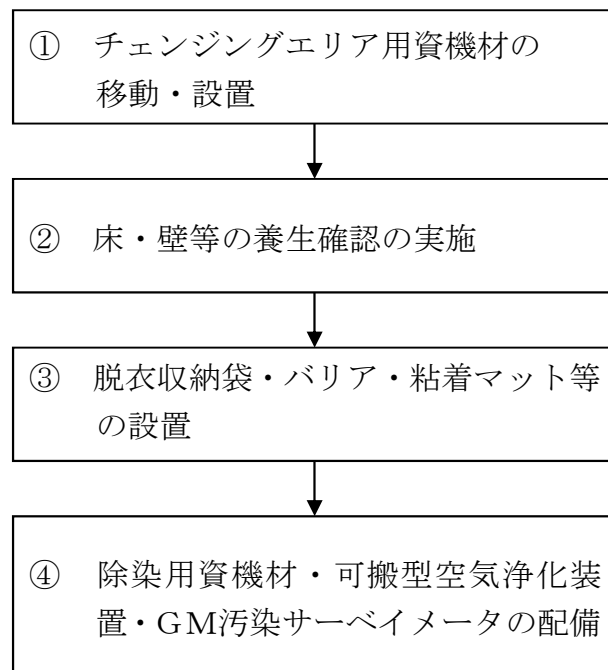 ① チェンジングエリア用資機材の
移動・設置
② 床・壁等の養生確認の実施
③ 脱衣収納袋・バリア・粘着マット等
の設置
④ 除染用資機材・可搬型空気浄化装
置・GM汚染サーベイメータの配備